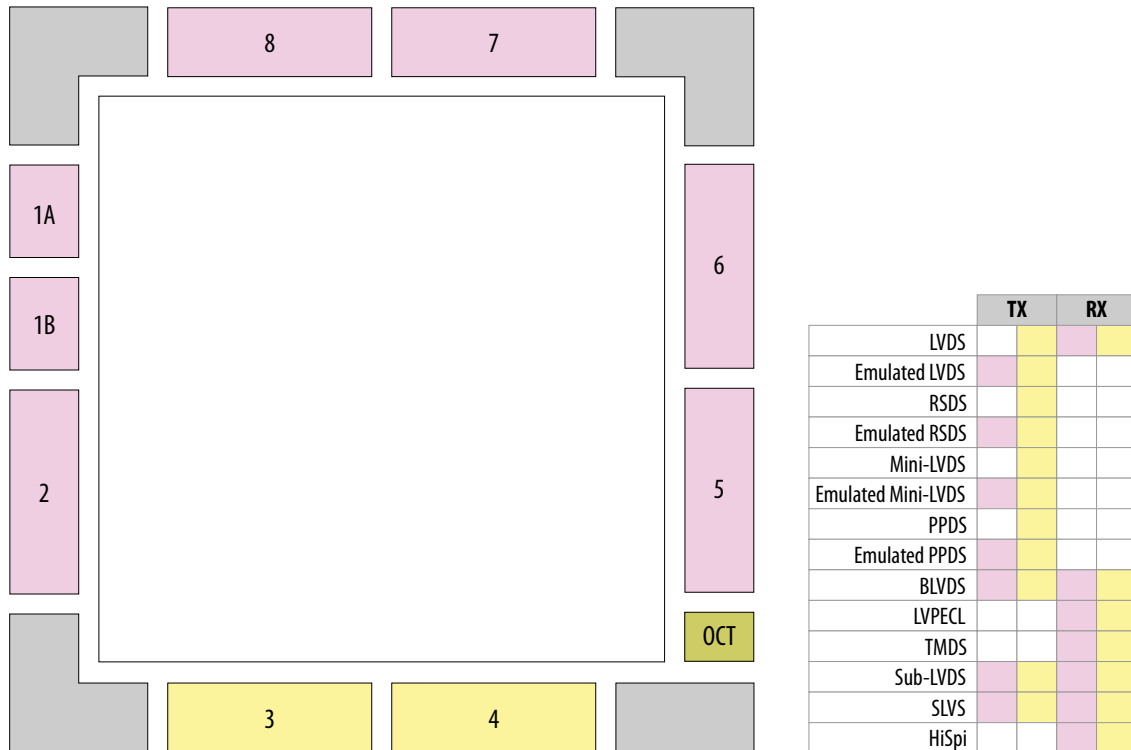 8
7
1A
6
1B
TX RX
LVDS
Emulated LVDS
RSDS
Emulated RSDS
Mini-LVDS
2
5
Emulated Mini-LVDS
PPDS
Emulated PPDS
BLVDS
LVPECL
OCT
TMDS
Sub-LVDS
SLVS
3
4
HiSpi